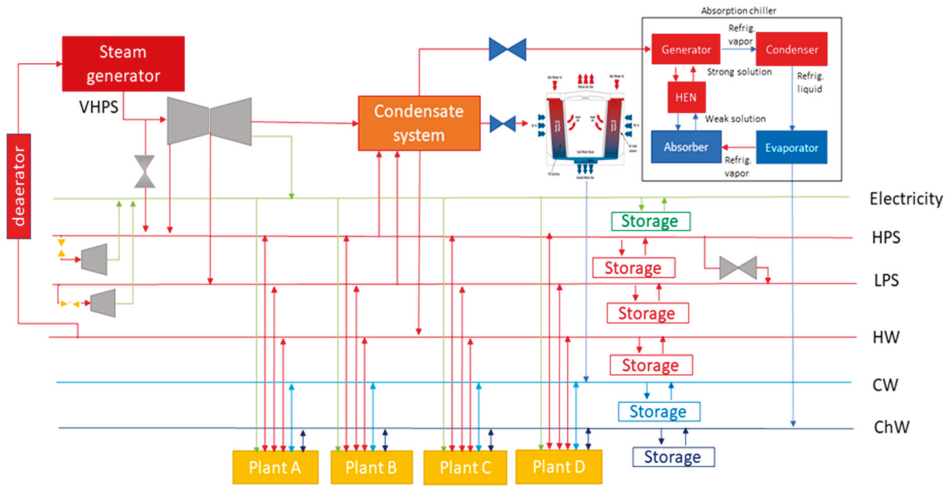 Absorption chiller
Steam
generator
VHPS
deaerator
Condensate
system
Generator
Refrig.
vapor
Condenser
Strong solution
Refrig.
liquid
HEN
Weak solution
Absorber
Refrig.
vapor
Evaporator
Electricity
Storage
HPS
Storage
LPS
Storage
HW
Storage
CW
Storage
ChW
Storage
Plant A
Plant B
Plant C
Plant D